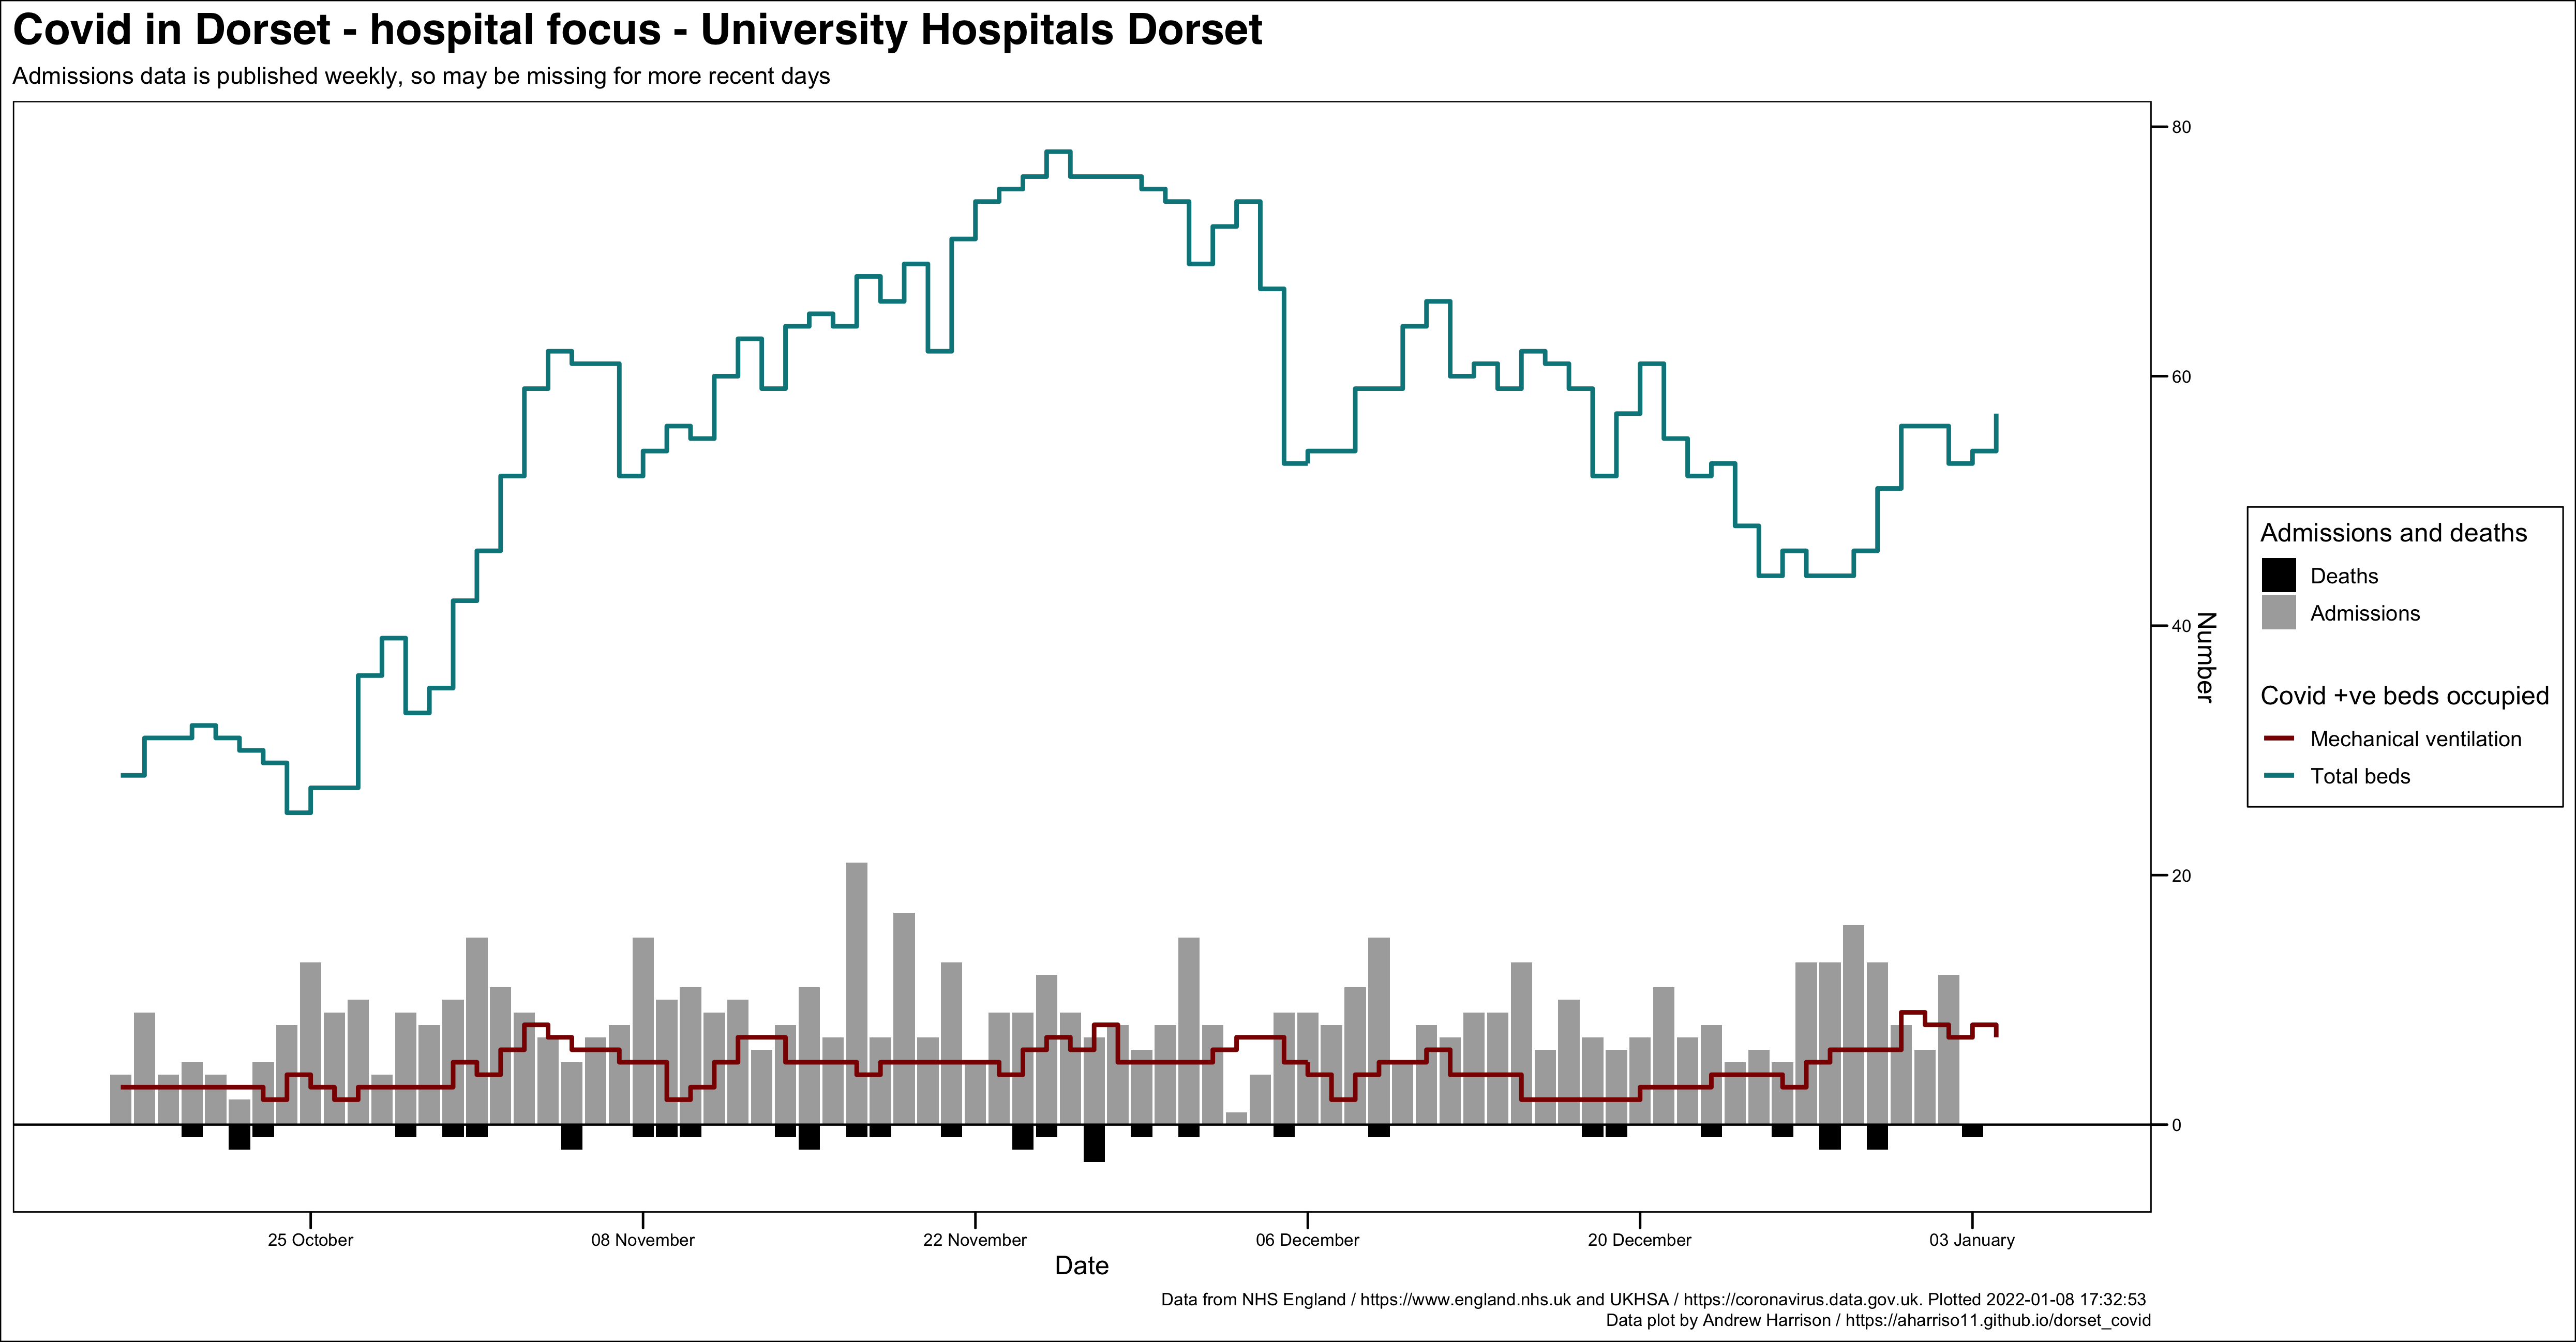 Covid in Dorset - hospital focus - University Hospitals Dorset
Admissions data is published weekly, so may be missing for more recent days
80
60
40
20
0
Number
Admissions and deaths
Deaths
Admissions
Covid +ve beds occupied
Mechanical ventilation
Total beds
25 October
08 November
22 November
06 December
20 December
03 January
Date
Data from NHS England / https://www.england.nhs.uk and UKHSA / https://coronavirus.data.gov.uk. Plotted 2022-01-08 17:32:53
Data plot by Andrew Harrison / https://aharriso11.github.io/dorset_covid